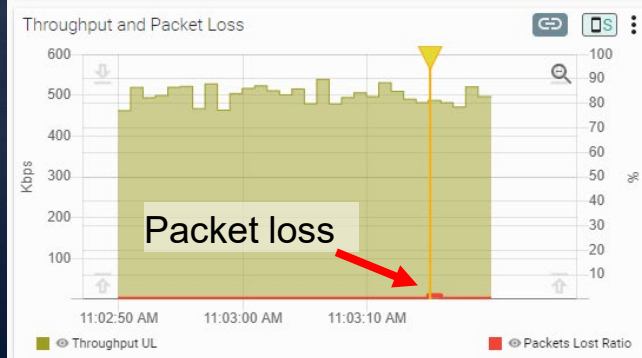 Throughput and Packet Loss
S
600
500
400
300
200
100
Kbps
100
90
80
70
60
50
40
30
20
10
%
Packet loss
11:02:50 AM
11:03:00 AM
11:03:10 AM
Throughput UL
Packets Lost Ratio